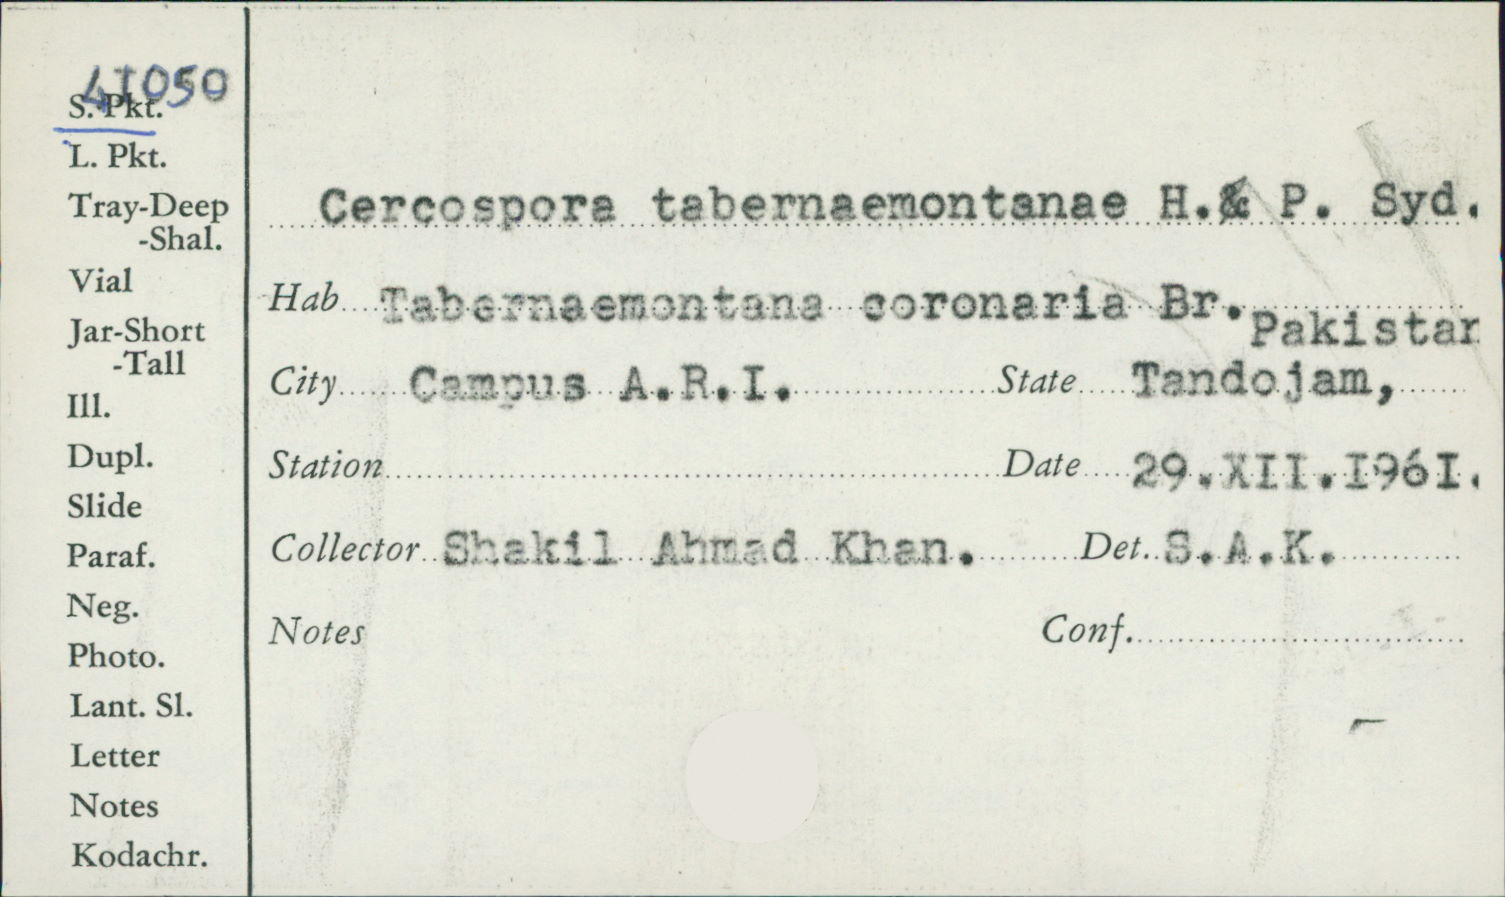 41050
S. Pkt.
L. Pkt.
Tray-Deep
-Shal.
Vial
Jar-Short
-Tall
Ill.
Dupl.
Slide
Paraf.
Neg.
Photo.
Lant. Sl.
Letter
Notes
Kodachr.
Cercospora tabernaemontanae H.& P. Syd.
Hab Tabernaemontana coronaria Br.
Pakistan
City Campus A.R.I. State Tandojam,
Station Date 29.XII.I96I.
Collector Shakil Ahmad Khan. Det. S.A.K.
Notes Conf.